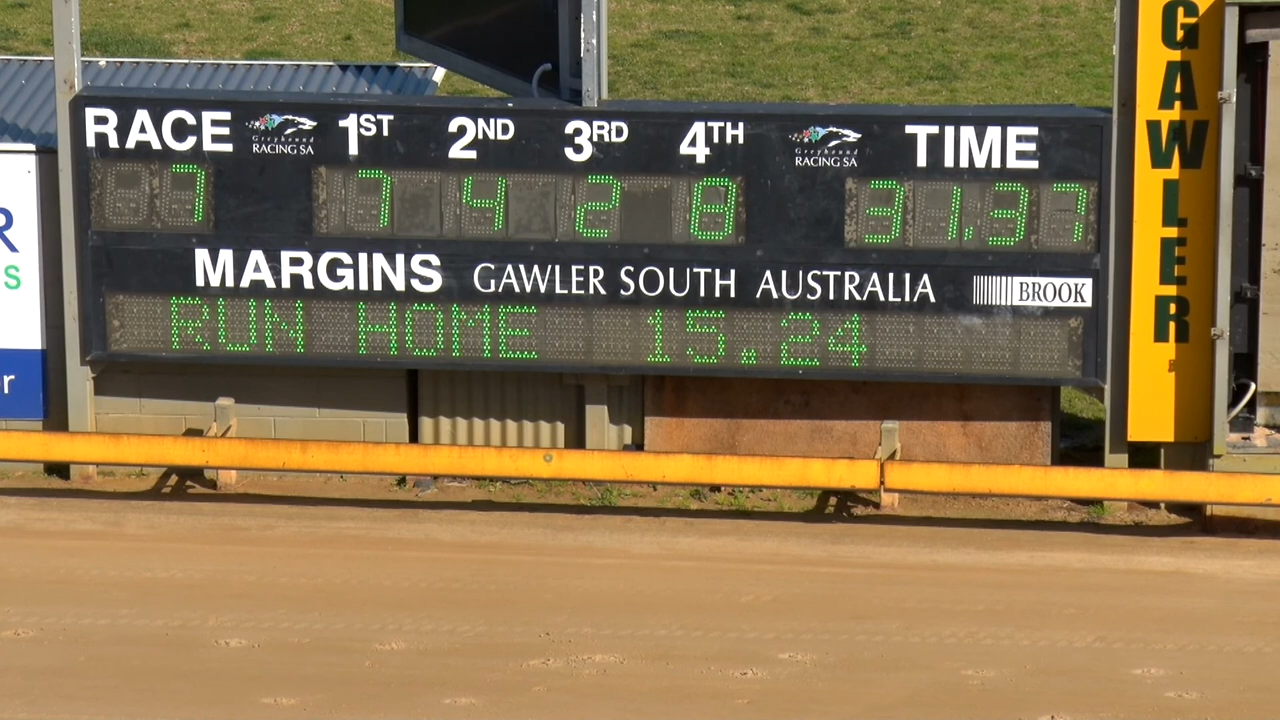 RACE Greyhound RACING SA 1ST 2ND 3RD 4TH Greyhound RACING SA TIME
7 7 4 2 8 31.37
MARGINS GAWLER SOUTH AUSTRALIA BROOK
RUN HOME 15.24
GAWLER
R
S
r